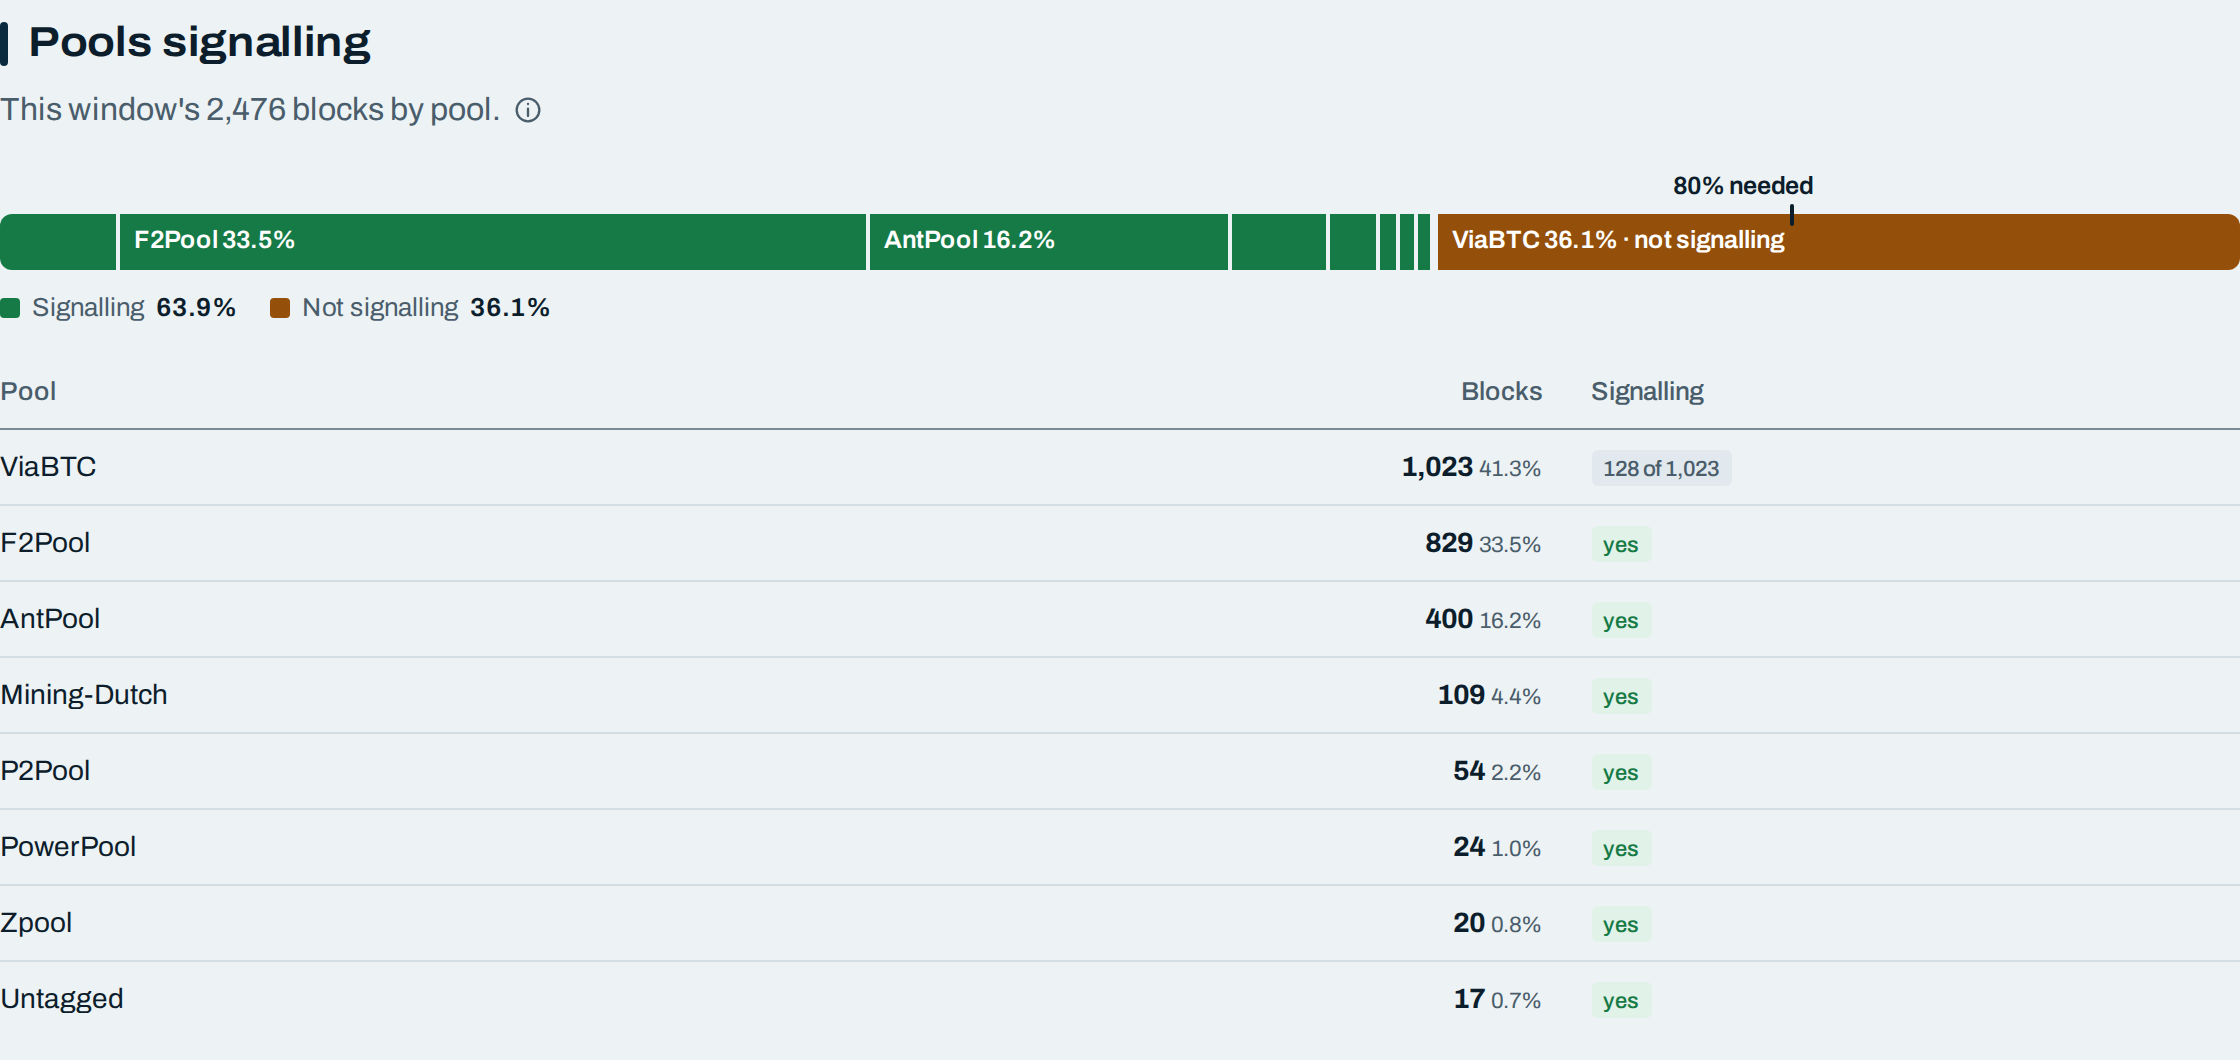 Pools signalling
This window's 2,476 blocks by pool.
80% needed
F2Pool 33.5% AntPool 16.2% ViaBTC 36.1% · not signalling
Signalling 63.9% Not signalling 36.1%
Pool Blocks Signalling
ViaBTC 1,023 41.3% 128 of 1,023
F2Pool 829 33.5% yes
AntPool 400 16.2% yes
Mining-Dutch 109 4.4% yes
P2Pool 54 2.2% yes
PowerPool 24 1.0% yes
Zpool 20 0.8% yes
Untagged 17 0.7% yes